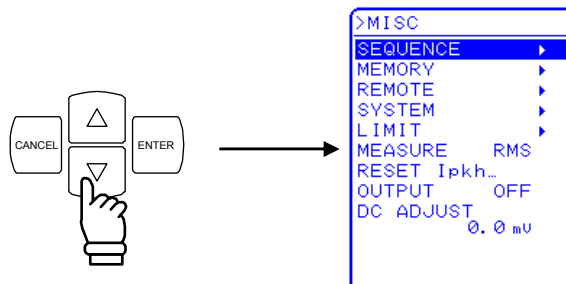 CANCEL
ENTER
>MISC
SEQUENCE
MEMORY
REMOTE
SYSTEM
LIMIT
MEASURE RMS
RESET Ipkh…
OUTPUT OFF
DC ADJUST
0.0 mV